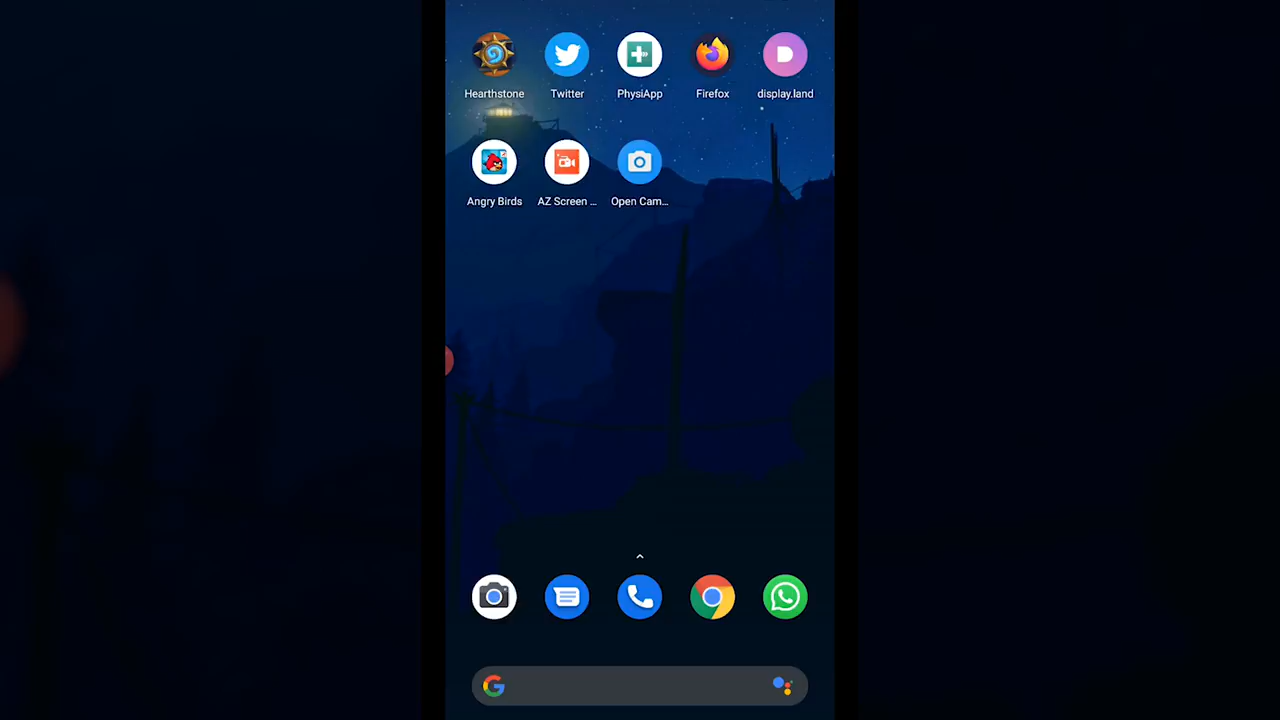 Hearthstone Twitter PhysiApp Firefox display.land
Angry Birds AZ Screen ... Open Cam...